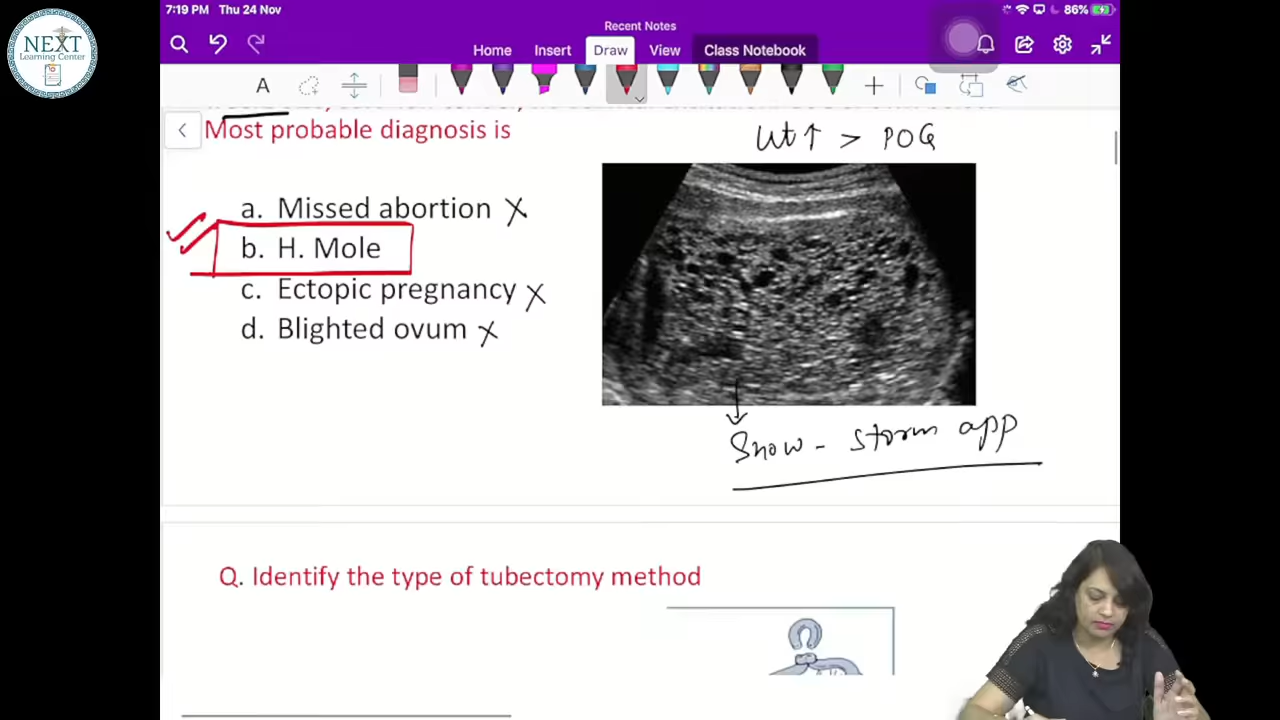 7:19 PM Thu 24 Nov
86%
NEXT
Learning Center
Recent Notes
Home Insert Draw View Class Notebook
A
Most probable diagnosis is
Ut ↑ > POG
a. Missed abortion X
b. H. Mole
c. Ectopic pregnancy X
d. Blighted ovum X
Snow - storm app
Q. Identify the type of tubectomy method